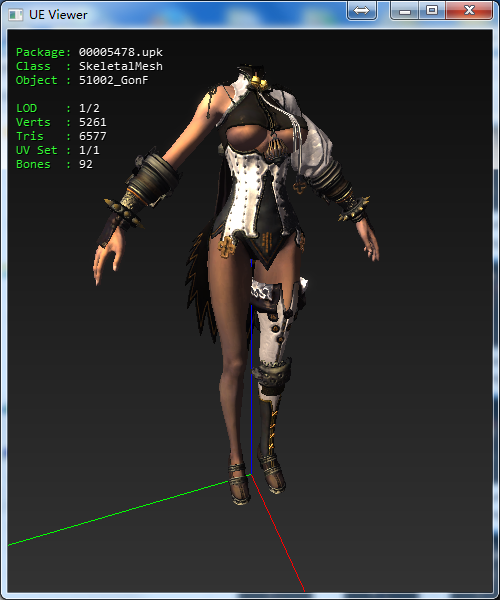 UE Viewer
Package: 00005478.upk
Class : SkeletalMesh
Object : 51002_GonF
LOD : 1/2
Verts : 5261
Tris : 6577
UV Set : 1/1
Bones : 92